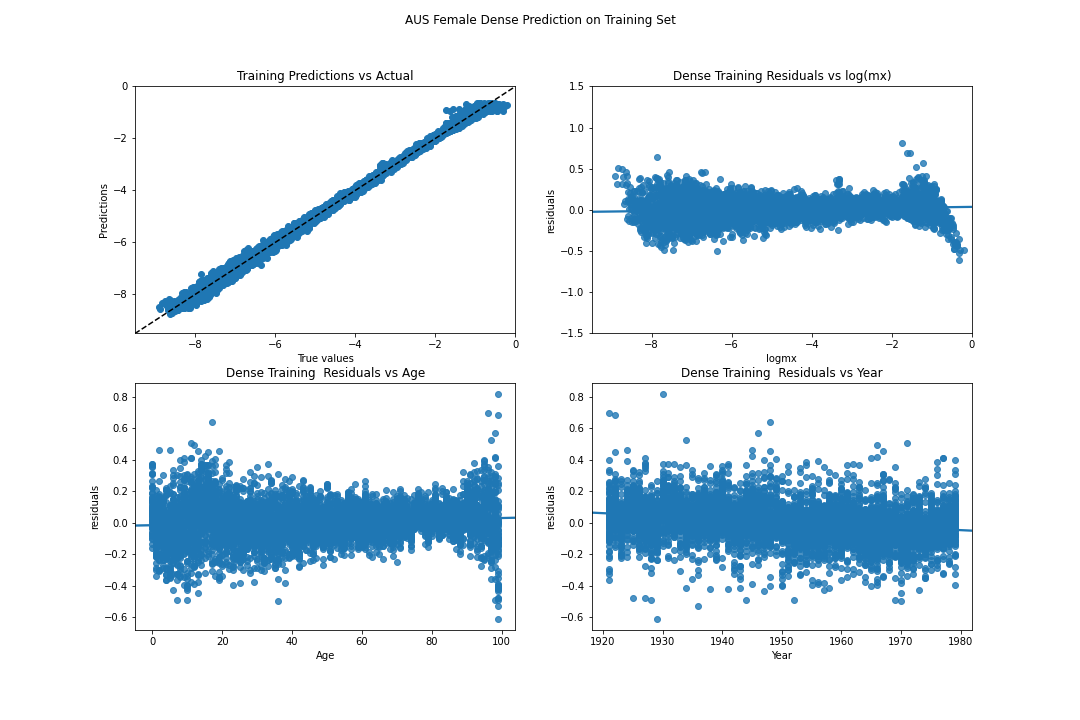 AUS Female Dense Prediction on Training Set
Training Predictions vs Actual
0
−2
−4
−6
−8
Predictions
−8 −6 −4 −2 0
True values
Dense Training Residuals vs log(mx)
1.5
1.0
0.5
0.0
−0.5
−1.0
−1.5
residuals
−8 −6 −4 −2 0
logmx
Dense Training  Residuals vs Age
0.8
0.6
0.4
0.2
0.0
−0.2
−0.4
−0.6
residuals
0 20 40 60 80 100
Age
Dense Training  Residuals vs Year
0.8
0.6
0.4
0.2
0.0
−0.2
−0.4
−0.6
residuals
1920 1930 1940 1950 1960 1970 1980
Year